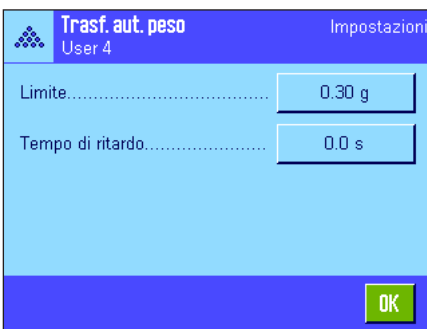 Trasf. aut. peso Impostazioni
User 4
Limite................................... 0.30 g
Tempo di ritardo..................... 0.0 s
OK